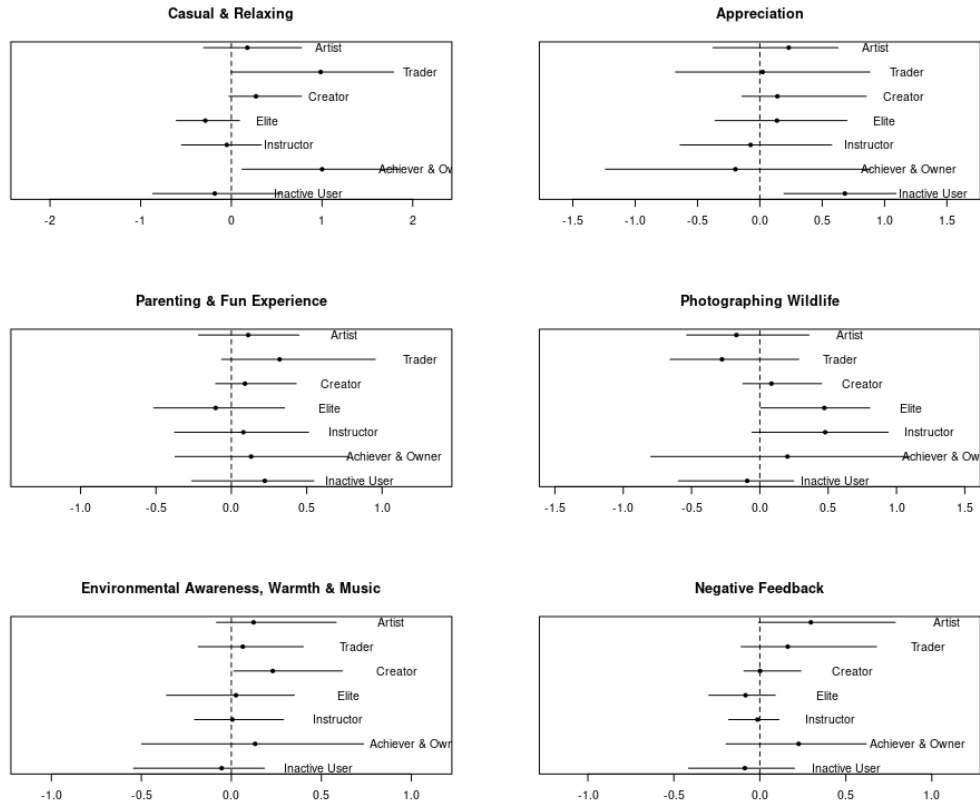 Casual & Relaxing
Artist
Trader
Creator
Elite
Instructor
Achiever & Ow
Inactive User
-2 -1 0 1 2
Appreciation
Artist
Trader
Creator
Elite
Instructor
Achiever & Owner
Inactive User
-1.5 -1.0 -0.5 0.0 0.5 1.0 1.5
Parenting & Fun Experience
Artist
Trader
Creator
Elite
Instructor
Achiever & Owner
Inactive User
-1.0 -0.5 0.0 0.5 1.0
Photographing Wildlife
Artist
Trader
Creator
Elite
Instructor
Achiever & Ow
Inactive User
-1.5 -1.0 -0.5 0.0 0.5 1.0 1.5
Environmental Awareness, Warmth & Music
Artist
Trader
Creator
Elite
Instructor
Achiever & Owr
Inactive User
-1.0 -0.5 0.0 0.5 1.0
Negative Feedback
Artist
Trader
Creator
Elite
Instructor
Achiever & Owner
Inactive User
-1.0 -0.5 0.0 0.5 1.0